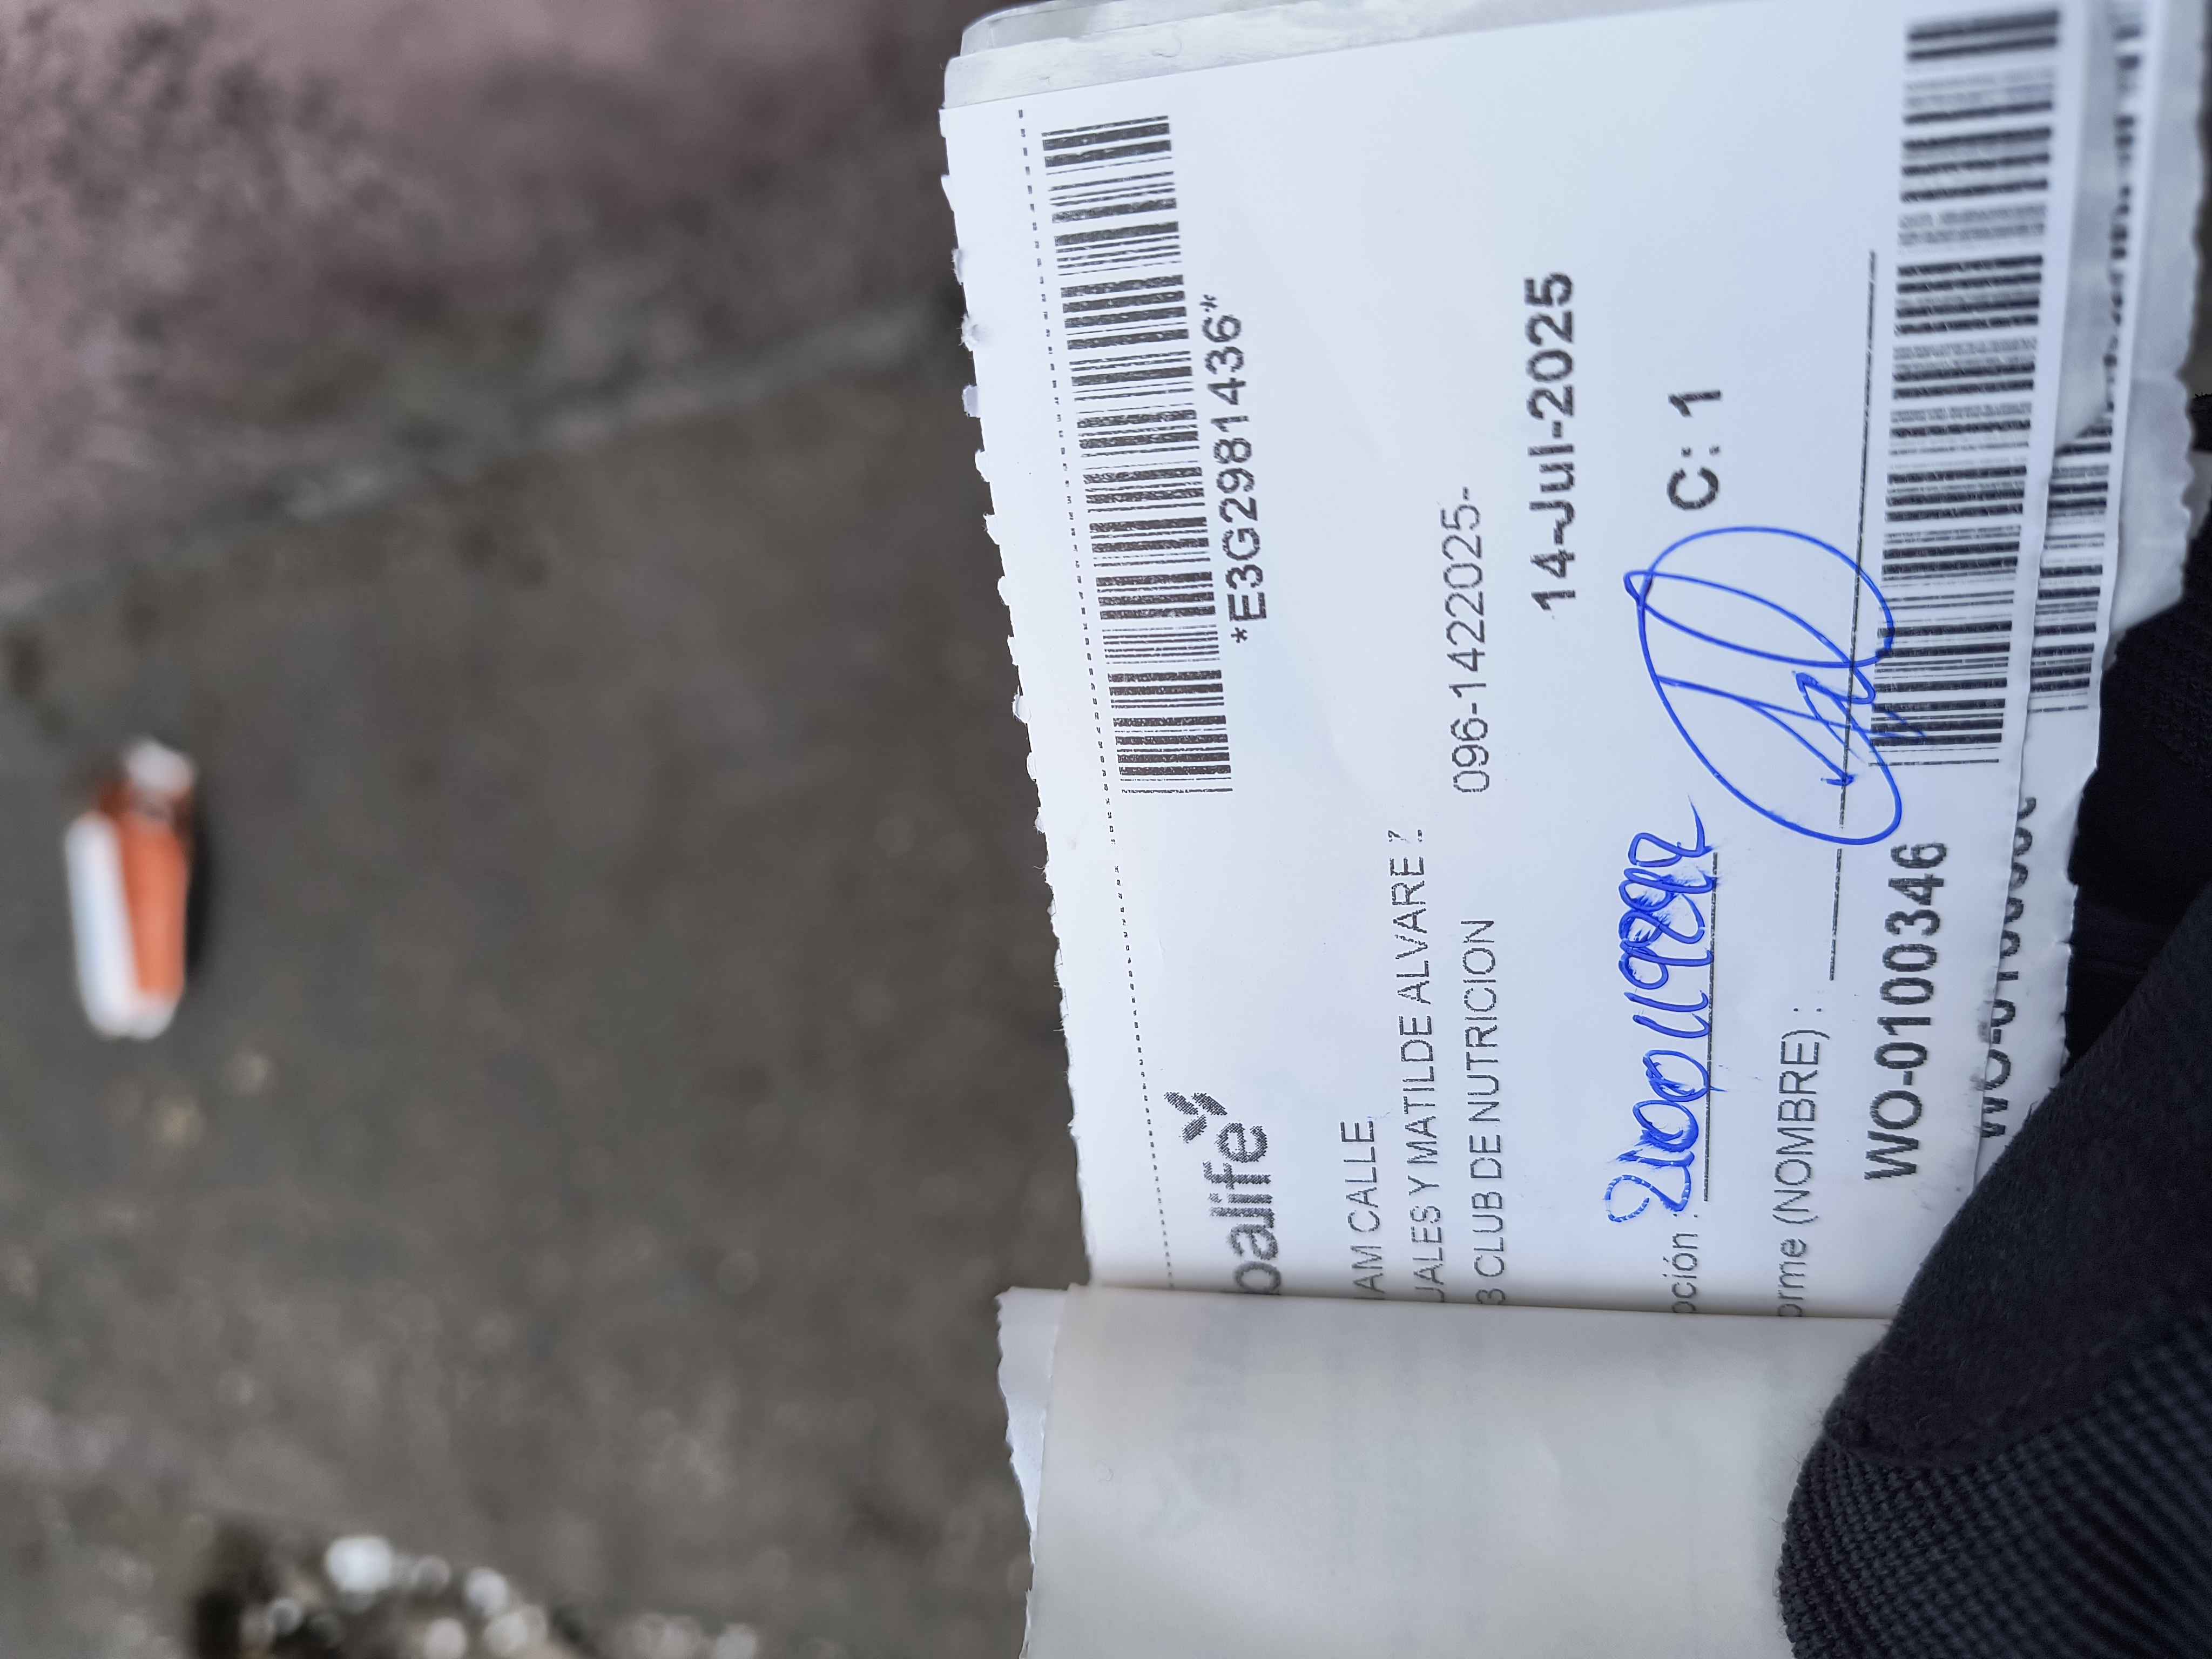 *E3G2981436*
balife
AM CALLE
JALES Y MATILDE ALVARE
3 CLUB DE NUTRICION 096-1422025-
14-Jul-2025
pción : C: 1
orme (NOMBRE) :
WO-0100346